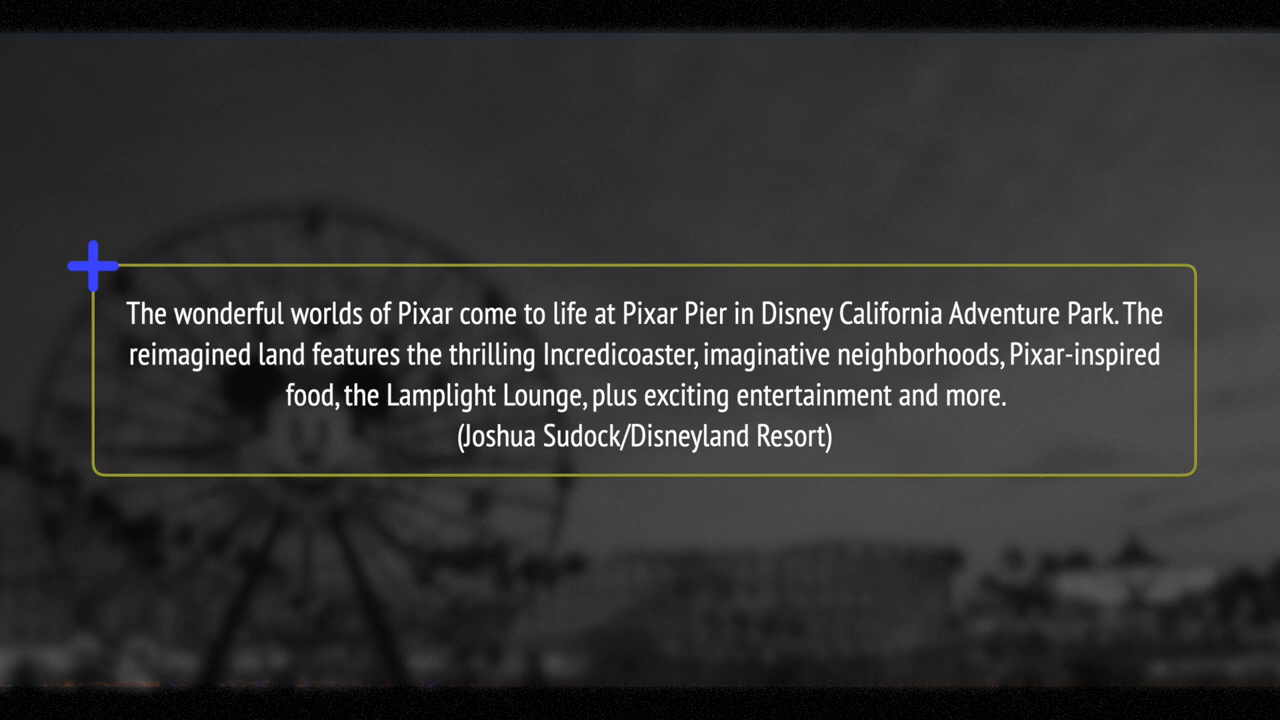 The wonderful worlds of Pixar come to life at Pixar Pier in Disney California Adventure Park. The
reimagined land features the thrilling Incredicoaster, imaginative neighborhoods, Pixar-inspired
food, the Lamplight Lounge, plus exciting entertainment and more.
(Joshua Sudock/Disneyland Resort)